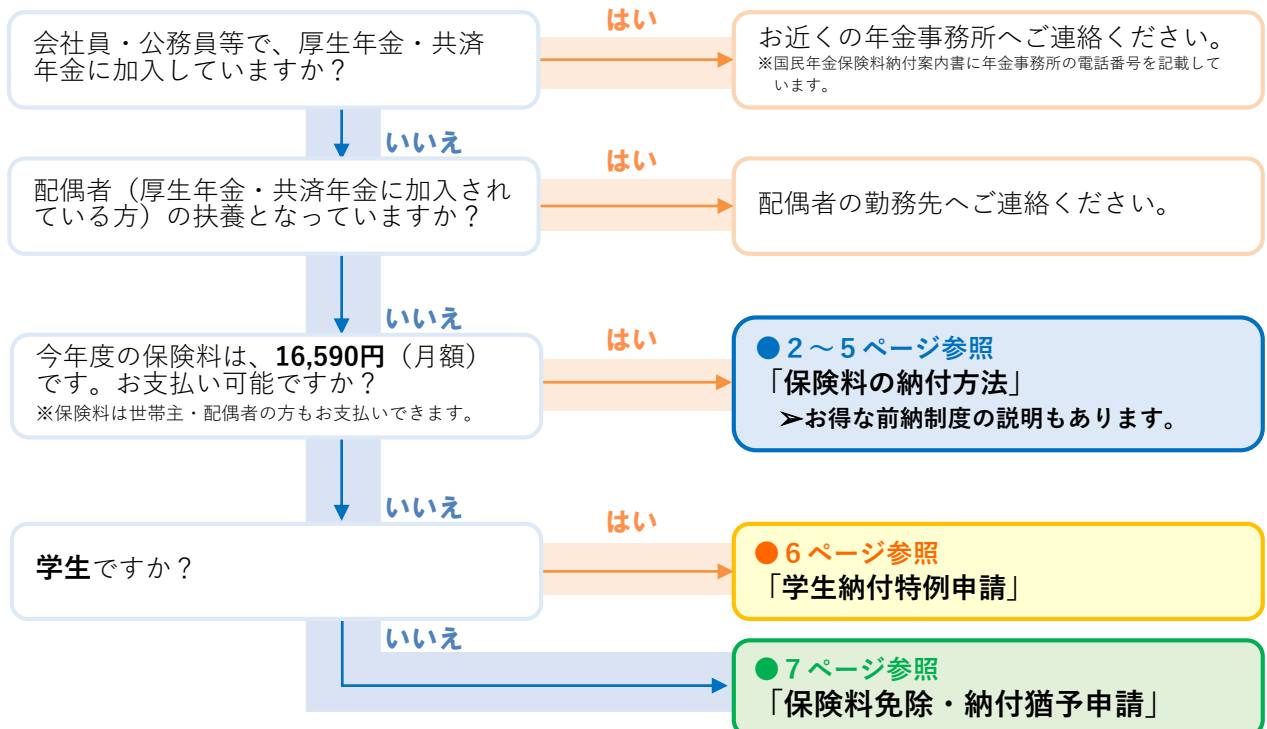 会社員・公務員等で、厚生年金・共済
年金に加入していますか？
はい
お近くの年金事務所へご連絡ください。
※国民年金保険料納付案内書に年金事務所の電話番号を記載して
います。
いいえ
配偶者（厚生年金・共済年金に加入され
ている方）の扶養となっていますか？
はい
配偶者の勤務先へご連絡ください。
いいえ
今年度の保険料は、16,590円（月額）
です。お支払い可能ですか？
※保険料は世帯主・配偶者の方もお支払いできます。
はい
●２～５ページ参照
「保険料の納付方法」
➢お得な前納制度の説明もあります。
いいえ
学生ですか？
はい
●６ページ参照
「学生納付特例申請」
いいえ
●７ページ参照
「保険料免除・納付猶予申請」